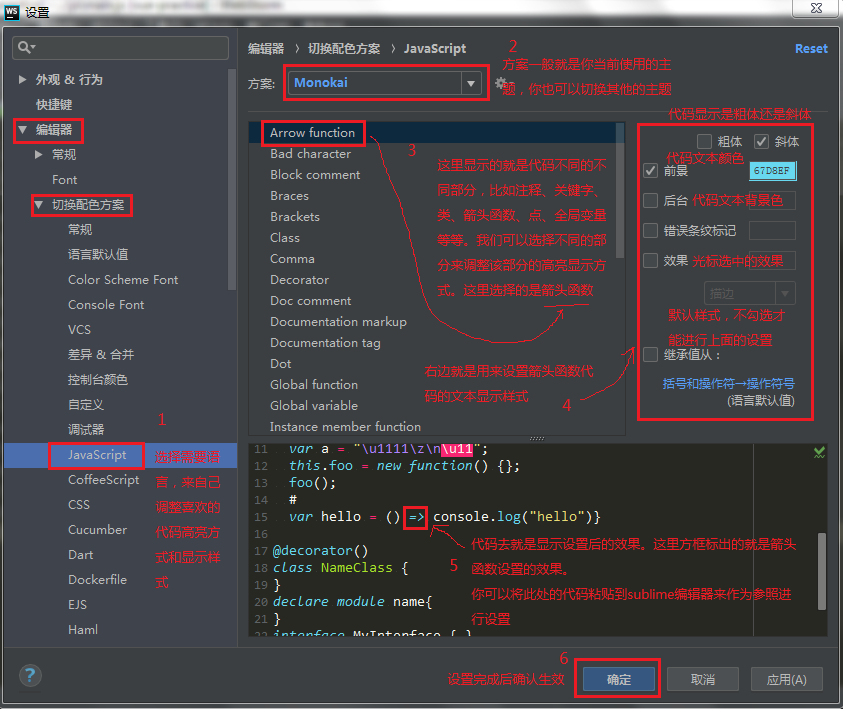 WS 设置
编辑器 › 切换配色方案 › JavaScript
Reset
方案:
Monokai
2
方案一般就是你当前使用的主
题，你也可以切换其他的主题
外观 & 行为
快捷键
编辑器
常规
Font
切换配色方案
常规
语言默认值
Color Scheme Font
Console Font
VCS
差异 & 合并
控制台颜色
自定义
调试器
JavaScript
CoffeeScript
CSS
Cucumber
Dart
Dockerfile
EJS
Haml
1
选择需要语
言，来自己
调整喜欢的
代码高亮方
式和显示样
式
Arrow function
Bad character
Block comment
Braces
Brackets
Class
Comma
Decorator
Doc comment
Documentation markup
Documentation tag
Dot
Global function
Global variable
Instance member function
3
这里显示的就是代码不同的不
同部分，比如注释、关键字、
类、箭头函数、点、全局变量
等等。我们可以选择不同的部
分来调整该部分的高亮显示方
式。这里选择的是箭头函数
右边就是用来设置箭头函数代
码的文本显示样式
4
代码显示是粗体还是斜体
粗体 斜体
代码文本颜色
前景 67D8EF
后台 代码文本背景色
错误条纹标记
效果 光标选中的效果
描边
默认样式，不勾选才
能进行上面的设置
继承值从：
括号和操作符→操作符号
(语言默认值)
11 var a = "\u1111\z\n\u11";
12 this.foo = new function() {};
13 foo();
14 #
15 var hello = () => console.log("hello")}
16
17 @decorator()
18 class NameClass {
19 }
20 declare module name{
21 }
22 interface MyInterface { }
5
代码去就是显示设置后的效果。这里方框标出的就是箭头
函数设置的效果。
你可以将此处的代码粘贴到sublime编辑器来作为参照进
行设置
6
设置完成后确认生效
?
确定
取消
应用(A)